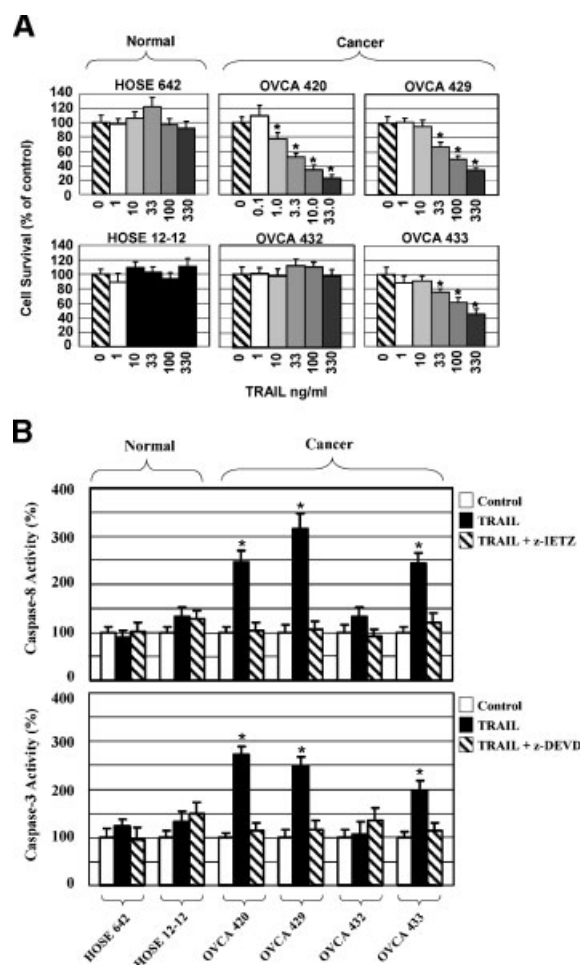 A
Normal Cancer
HOSE 642 OVCA 420 OVCA 429
Cell Survival (% of control)
140
120
100
80
60
40
20
0
0 1 10 33 100 330 0 0.1 1.0 3.3 10.0 33.0 0 1 10 33 100 330
* * * * * * *
HOSE 12-12 OVCA 432 OVCA 433
140
120
100
80
60
40
20
0
0 1 10 33 100 330 0 1 10 33 100 330 0 1 10 33 100 330
* * *
TRAIL ng/ml
B
Normal Cancer
Caspase-8 Activity (%)
400
300
200
100
0
* * *
Control
TRAIL
TRAIL + z-IETZ
Caspase-3 Activity (%)
400
300
200
100
0
* * *
Control
TRAIL
TRAIL + z-DEVD
HOSE 642 HOSE 12-12 OVCA 420 OVCA 429 OVCA 432 OVCA 433